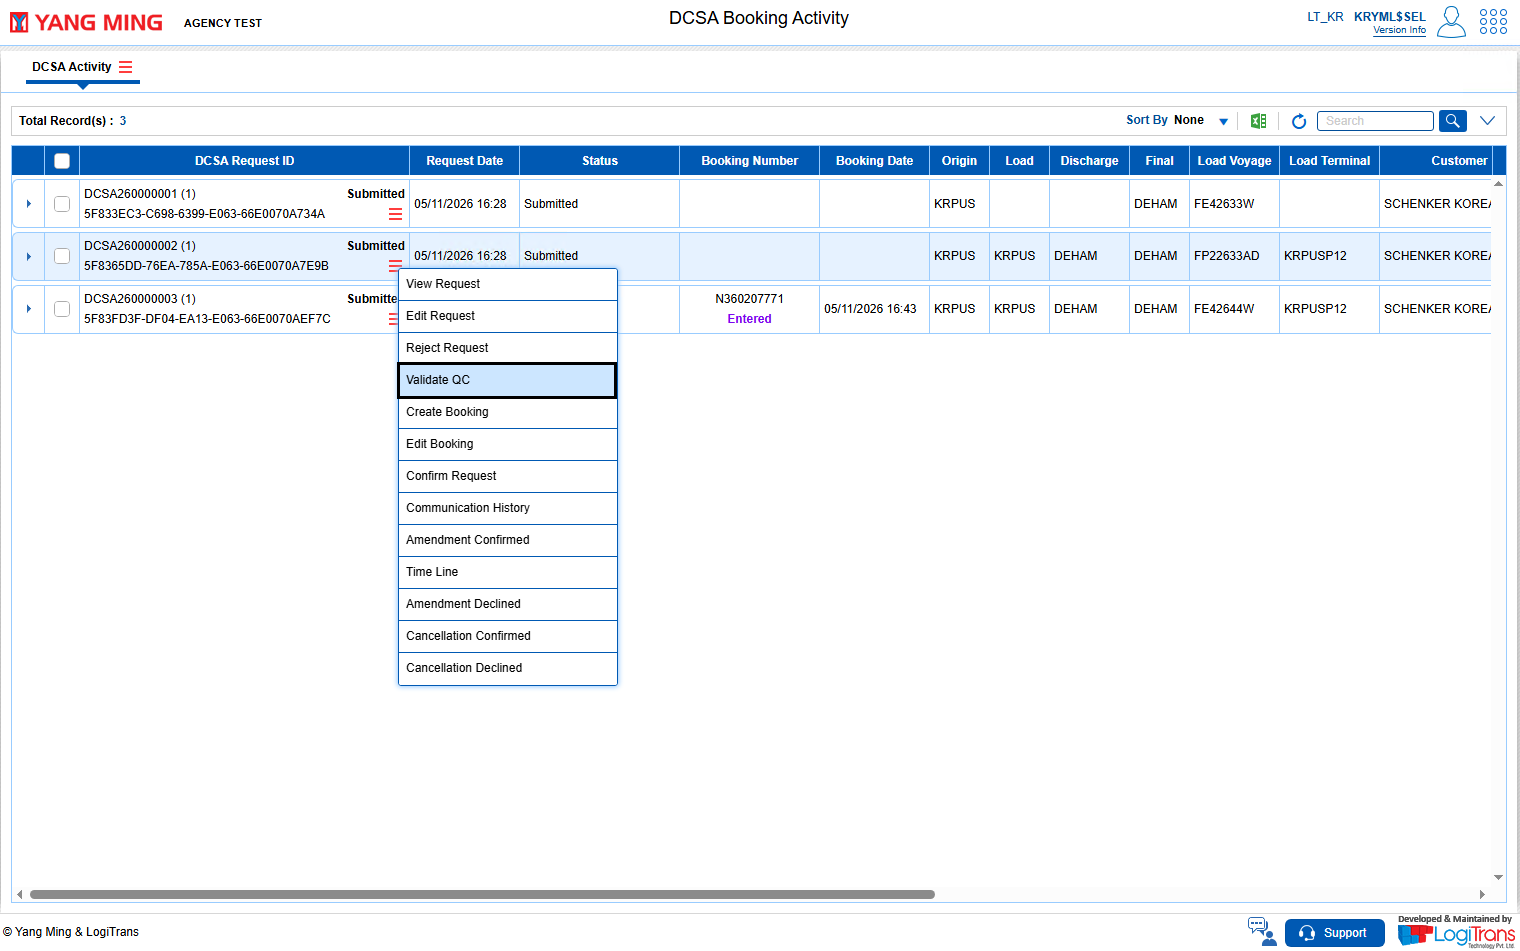 YANG MING
AGENCY TEST
DCSA Booking Activity
LT_KR
KRYML$SEL
Version Info
DCSA Activity
Total Record(s) : 3
Sort By None
Search
DCSA Request ID
Request Date
Status
Booking Number
Booking Date
Origin
Load
Discharge
Final
Load Voyage
Load Terminal
Customer
DCSA260000001 (1) Submitted
5F833EC3-C698-6399-E063-66E0070A734A
05/11/2026 16:28
Submitted
KRPUS
DEHAM
FE42633W
SCHENKER KOREA
DCSA260000002 (1) Submitted
5F8365DD-76EA-785A-E063-66E0070A7E9B
05/11/2026 16:28
Submitted
KRPUS
KRPUS
DEHAM
DEHAM
FP22633AD
KRPUSP12
SCHENKER KOREA
DCSA260000003 (1) Submitte
5F83FD3F-DF04-EA13-E063-66E0070AEF7C
N360207771
Entered
05/11/2026 16:43
KRPUS
KRPUS
DEHAM
DEHAM
FE42644W
KRPUSP12
SCHENKER KOREA
View Request
Edit Request
Reject Request
Validate QC
Create Booking
Edit Booking
Confirm Request
Communication History
Amendment Confirmed
Time Line
Amendment Declined
Cancellation Confirmed
Cancellation Declined
© Yang Ming & LogiTrans
Support
Developed & Maintained by
LogiTrans
Technology Pvt. Ltd.